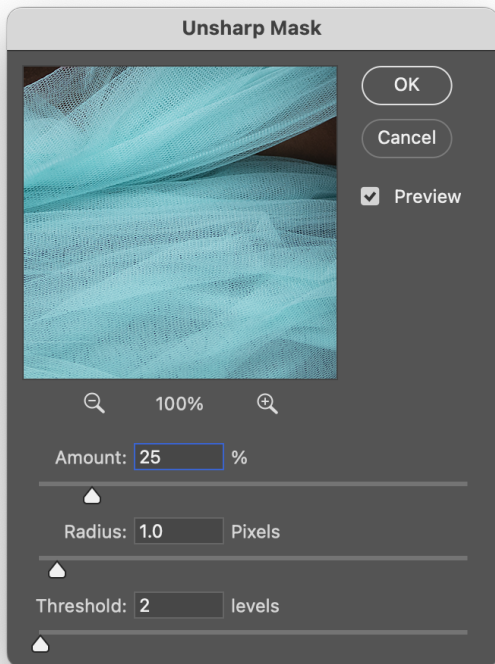 Unsharp Mask
OK
Cancel
Preview
100%
Amount: 25 %
Radius: 1.0 Pixels
Threshold: 2 levels